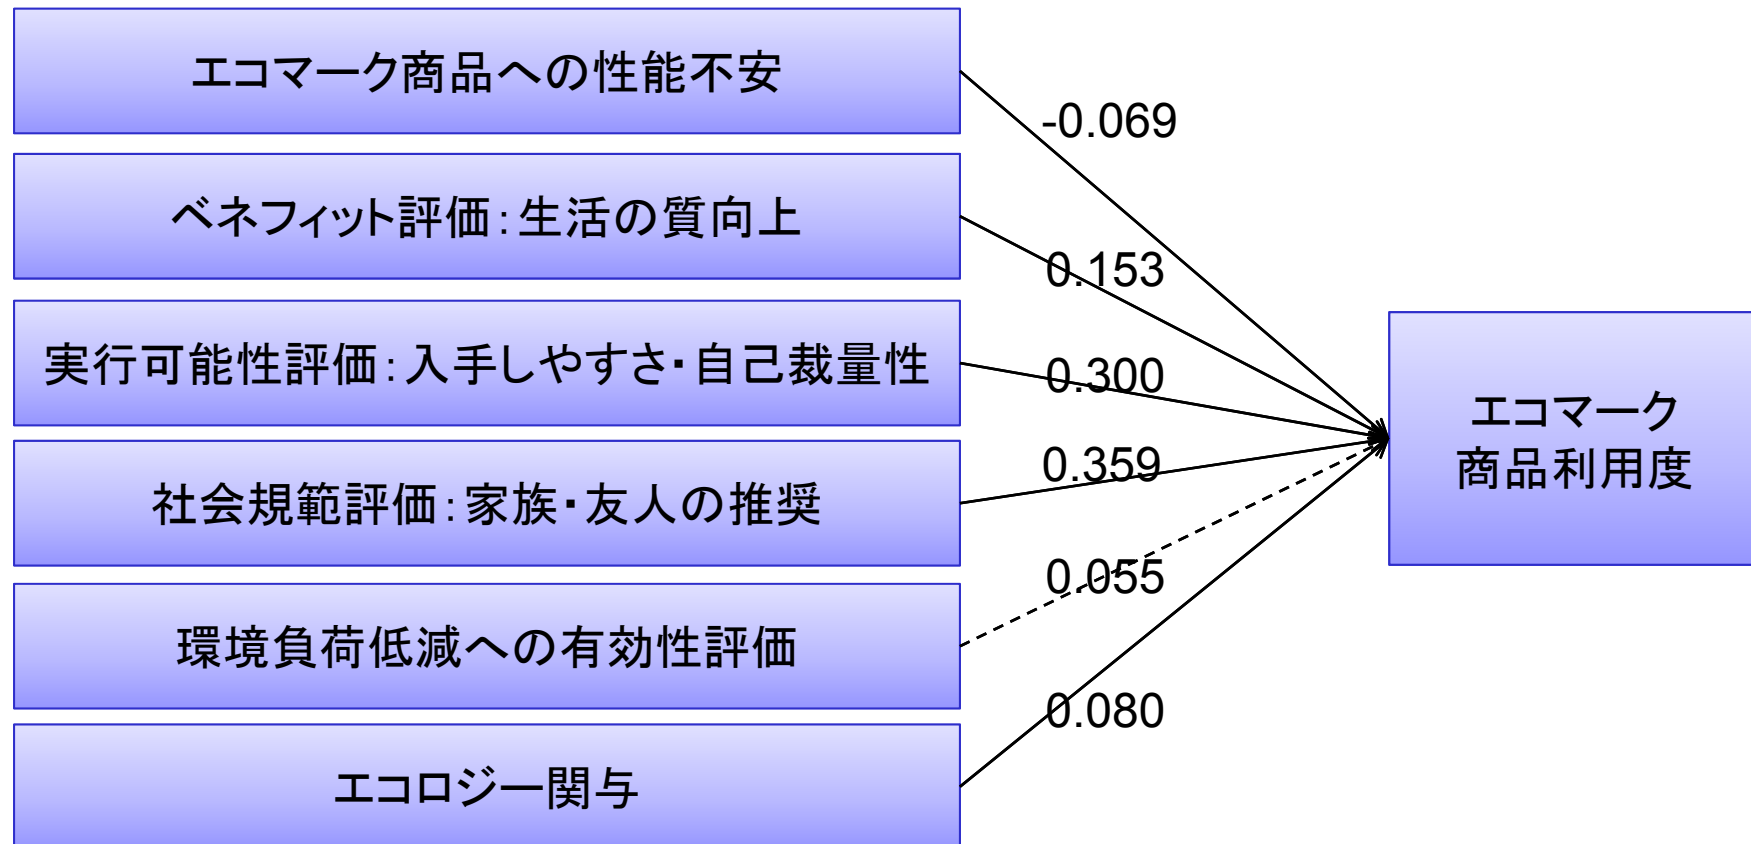 エコマーク商品への性能不安
-0.069
ベネフィット評価：生活の質向上
0.153
実行可能性評価：入手しやすさ・自己裁量性
0.300
社会規範評価：家族・友人の推奨
0.359
環境負荷低減への有効性評価
0.055
エコロジー関与
0.080
エコマーク
商品利用度